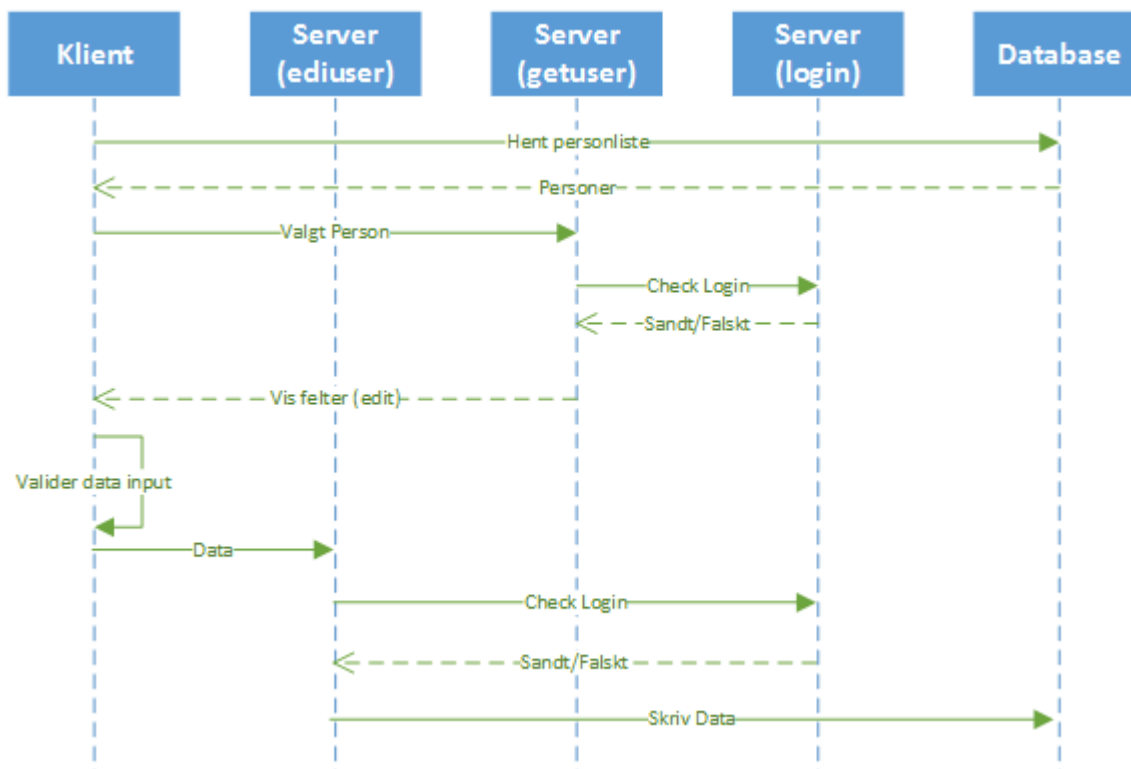 Klient
Server
(ediuser)
Server
(getuser)
Server
(login)
Database
Hent personliste
Personer
Valgt Person
Check Login
Sandt/Falskt
Vis felter (edit)
Valider data input
Data
Check Login
Sandt/Falskt
Skriv Data